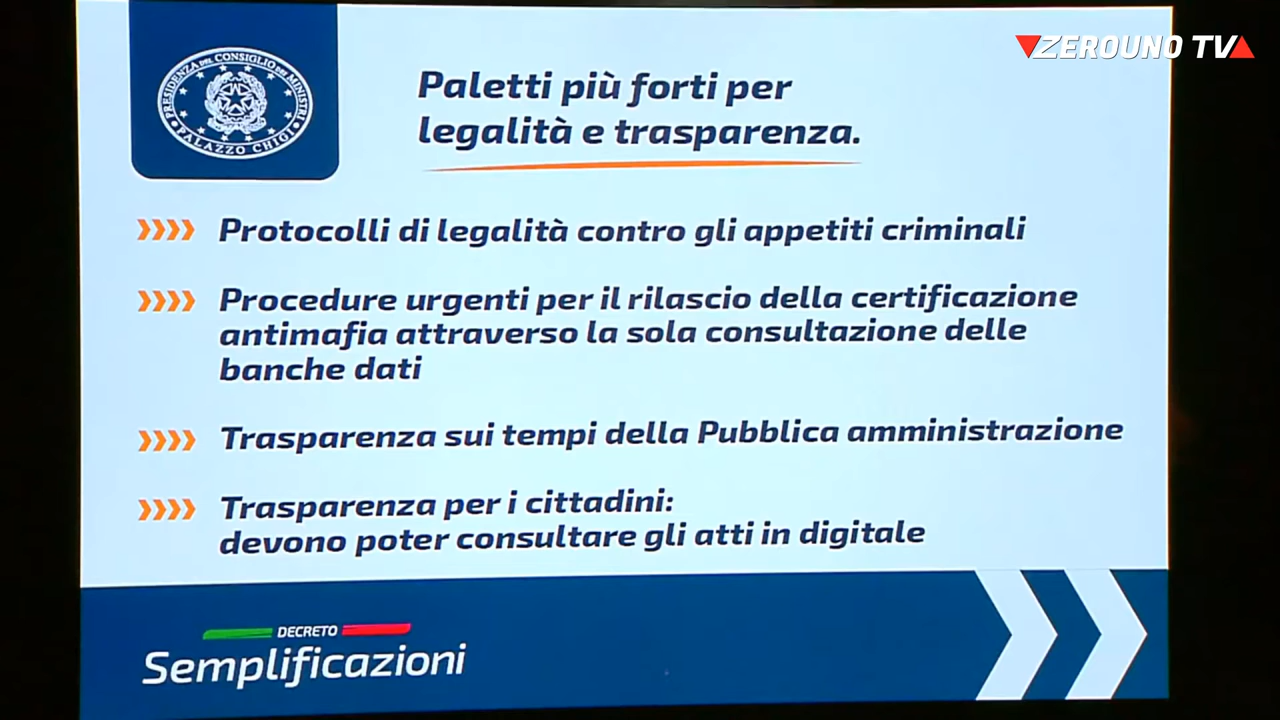 ZEROUNO TV
PRESIDENZA DEL CONSIGLIO DEI MINISTRI
PALAZZO CHIGI
Paletti più forti per
legalità e trasparenza.
Protocolli di legalità contro gli appetiti criminali
Procedure urgenti per il rilascio della certificazione
antimafia attraverso la sola consultazione delle
banche dati
Trasparenza sui tempi della Pubblica amministrazione
Trasparenza per i cittadini:
devono poter consultare gli atti in digitale
DECRETO
Semplificazioni